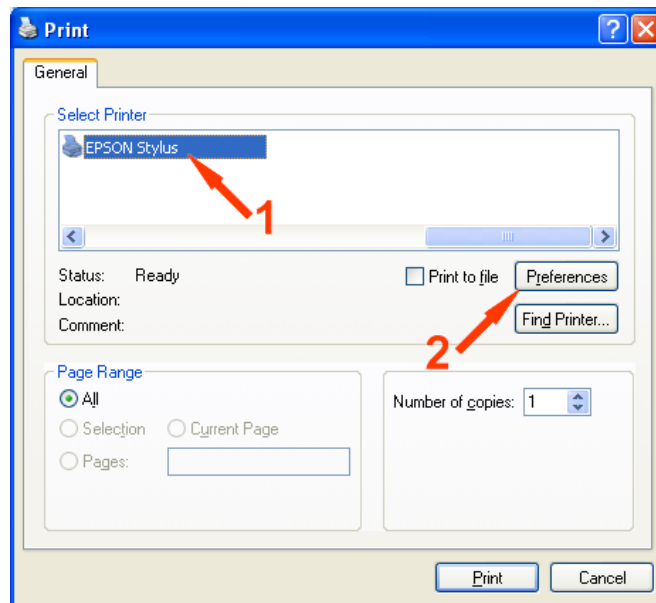 Print
General
Select Printer
EPSON Stylus
1
Status: Ready
Print to file
Preferences
Location:
Comment:
Find Printer...
2
Page Range
All
Selection
Current Page
Pages:
Number of copies: 1
Print
Cancel